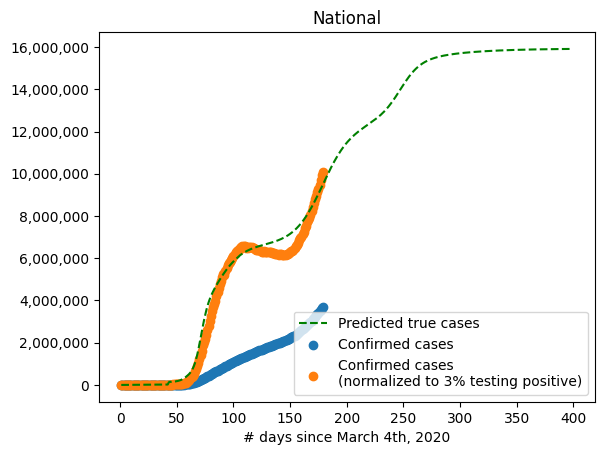 National
16,000,000
14,000,000
12,000,000
10,000,000
8,000,000
6,000,000
4,000,000
2,000,000
0
Predicted true cases
Confirmed cases
Confirmed cases
(normalized to 3% testing positive)
0 50 100 150 200 250 300 350 400
# days since March 4th, 2020